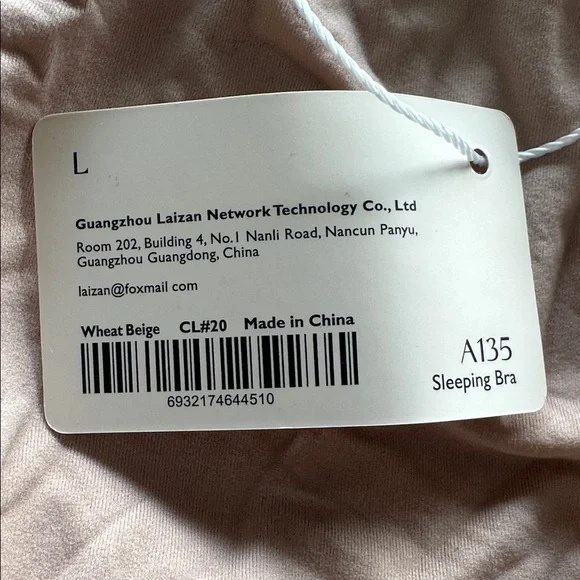 L
Guangzhou Laizan Network Technology Co., Ltd
Room 202, Building 4, No.1 Nanli Road, Nancun Panyu,
Guangzhou Guangdong, China
laizan@foxmail com
Wheat Beige CL#20 Made in China
6932174644510
A135
Sleeping Bra